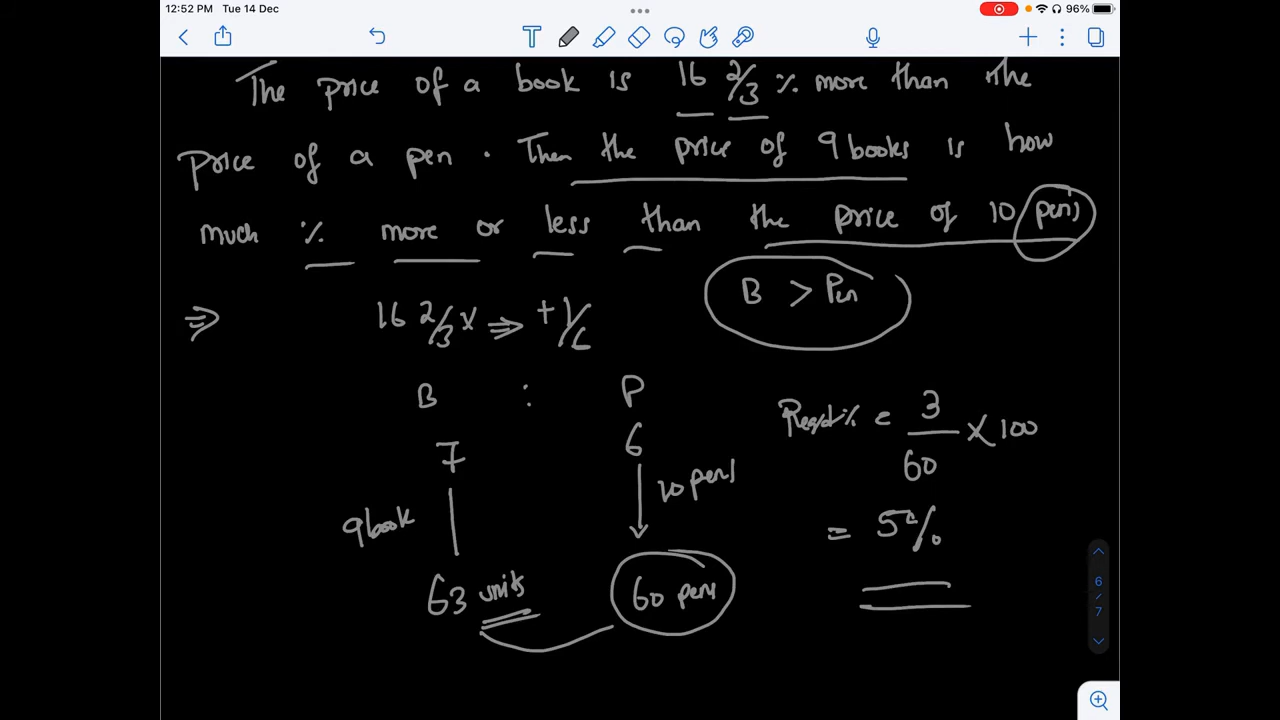 12:52 PM Tue 14 Dec
96%
The price of a book is 16 2/3 % more than the
price of a pen. Then the price of 9 books is how
much % more or less than the price of 10 pens
B > Pen
⇒ 16 2/3 % ⇒ +1/6
B : P
7 6
9 book 10 pens
63 units 60 pens
Reqd % = 3/60 × 100
= 5%
6
7